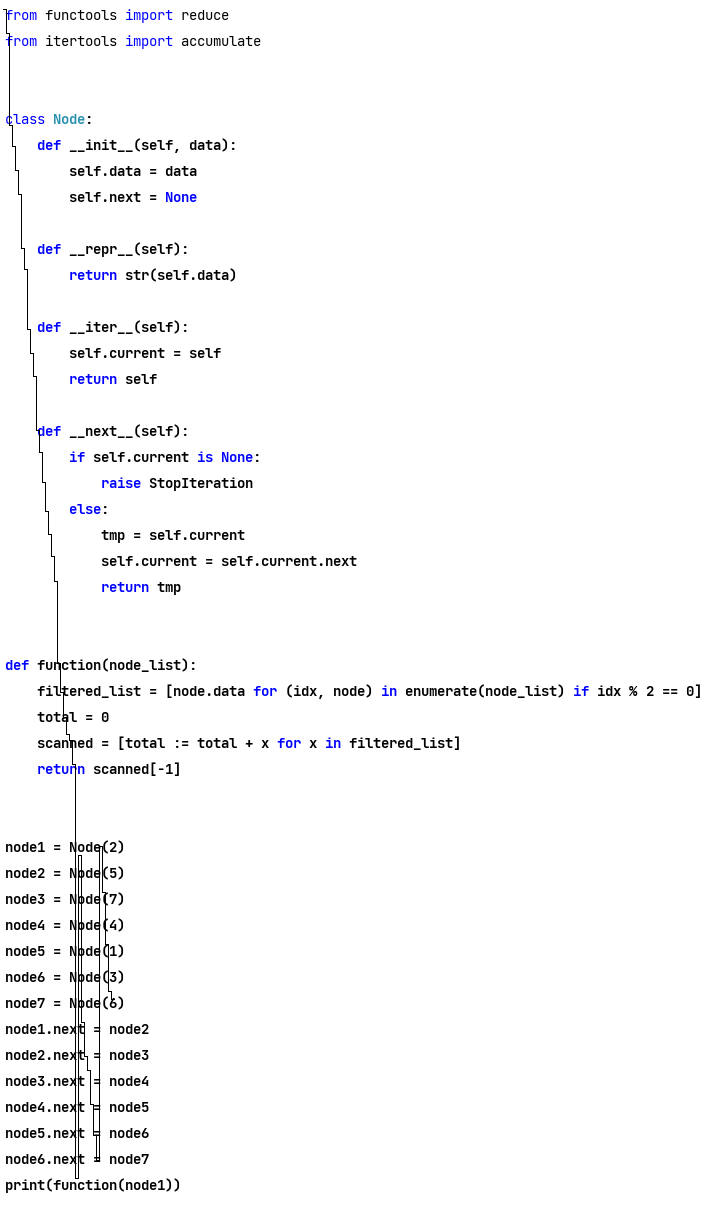 from functools import reduce
from itertools import accumulate
class Node:
    def __init__(self, data):
        self.data = data
        self.next = None
    def __repr__(self):
        return str(self.data)
    def __iter__(self):
        self.current = self
        return self
    def __next__(self):
        if self.current is None:
            raise StopIteration
        else:
            tmp = self.current
            self.current = self.current.next
            return tmp
def function(node_list):
    filtered_list = [node.data for (idx, node) in enumerate(node_list) if idx % 2 == 0]
    total = 0
    scanned = [total := total + x for x in filtered_list]
    return scanned[-1]
node1 = Node(2)
node2 = Node(5)
node3 = Node(7)
node4 = Node(4)
node5 = Node(1)
node6 = Node(3)
node7 = Node(6)
node1.next = node2
node2.next = node3
node3.next = node4
node4.next = node5
node5.next = node6
node6.next = node7
print(function(node1))